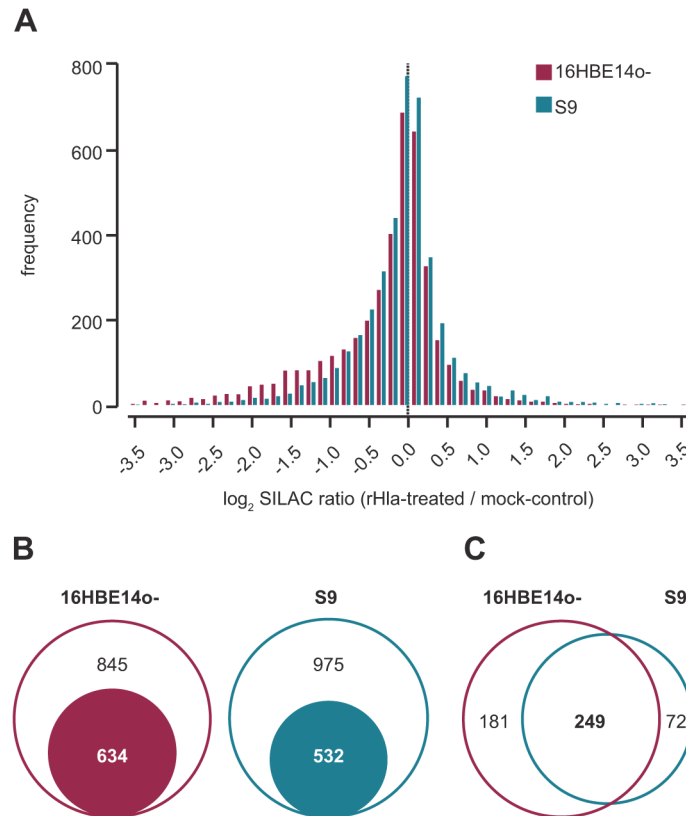 A
800
600
400
200
0
frequency
16HBE14o-
S9
-3.5 -3.0 -2.5 -2.0 -1.5 -1.0 -0.5 0.0 0.5 1.0 1.5 2.0 2.5 3.0 3.5
log₂ SILAC ratio (rHla-treated / mock-control)
B C
16HBE14o- S9 16HBE14o- S9
845 975
181 249 72
634 532